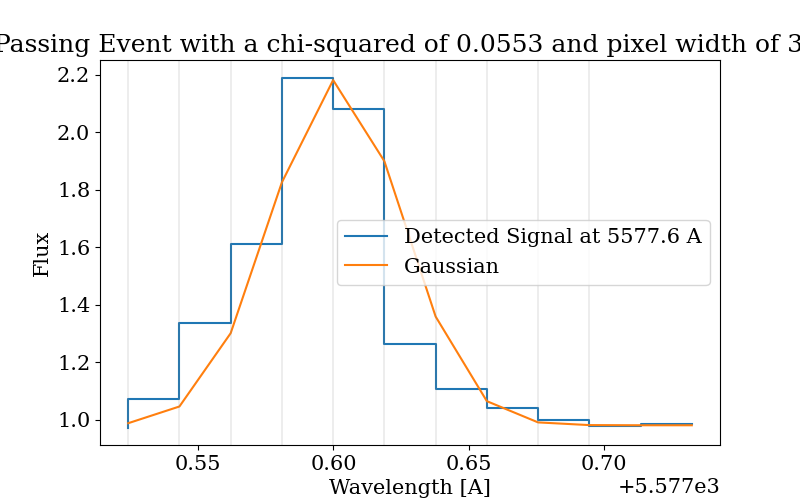 Passing Event with a chi-squared of 0.0553 and pixel width of 3
2.2
2.0
1.8
1.6
1.4
1.2
1.0
Flux
Detected Signal at 5577.6 A
Gaussian
0.55 0.60 0.65 0.70
Wavelength [A]
+5.577e3